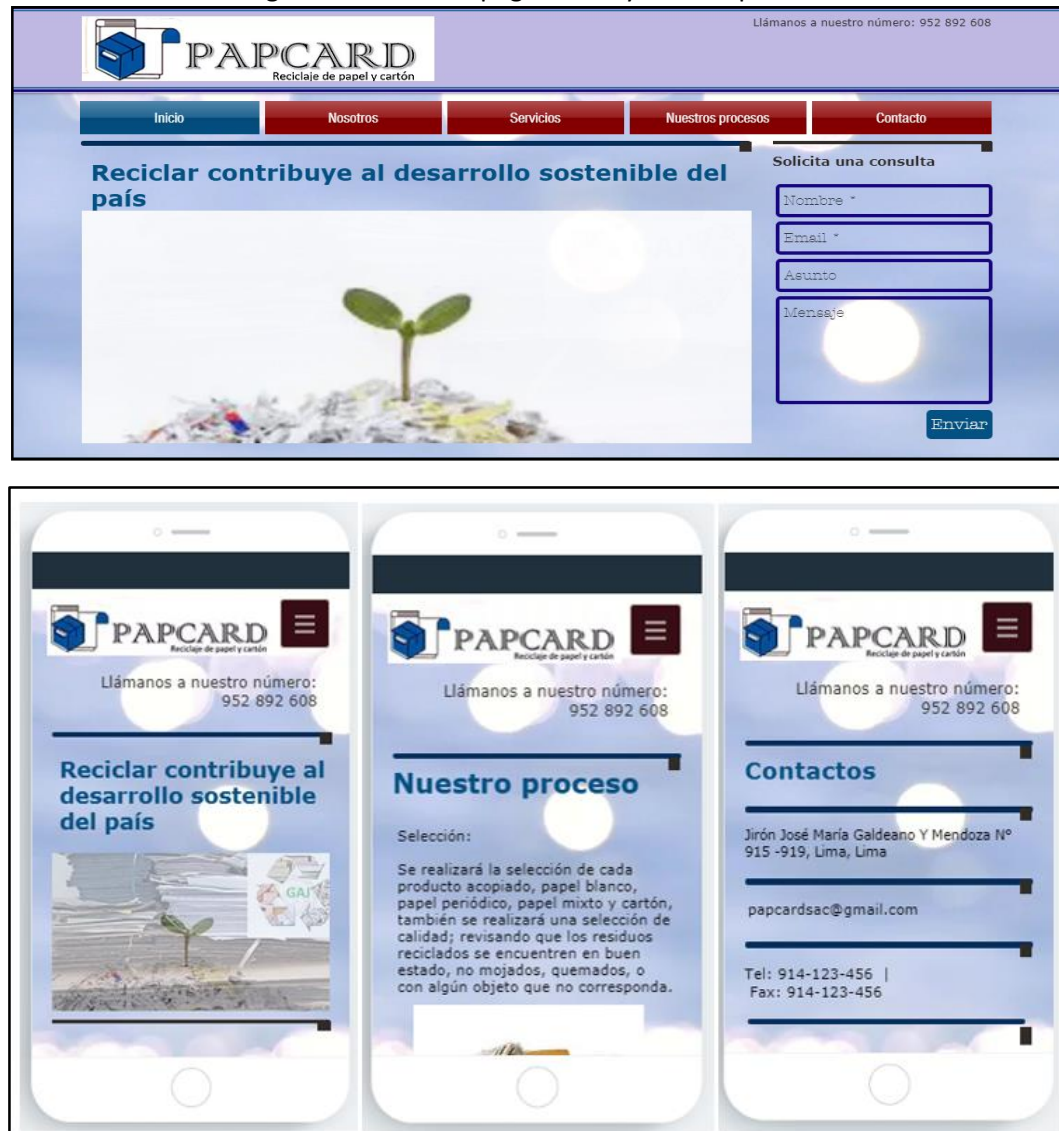 Llámanos a nuestro número: 952 892 608
PAPCARD
Reciclaje de papel y cartón
Inicio
Nosotros
Servicios
Nuestros procesos
Contacto
Reciclar contribuye al desarrollo sostenible del
país
Solicita una consulta
Nombre *
Email *
Asunto
Mensaje
Enviar
PAPCARD
Reciclaje de papel y cartón
Llámanos a nuestro número:
952 892 608
Reciclar contribuye al
desarrollo sostenible
del país
GAJ
PAPCARD
Reciclaje de papel y cartón
Llámanos a nuestro número:
952 892 608
Nuestro proceso
Selección:
Se realizará la selección de cada
producto acopiado, papel blanco,
papel periódico, papel mixto y cartón,
también se realizará una selección de
calidad; revisando que los residuos
reciclados se encuentren en buen
estado, no mojados, quemados, o
con algún objeto que no corresponda.
PAPCARD
Reciclaje de papel y cartón
Llámanos a nuestro número:
952 892 608
Contactos
Jirón José María Galdeano Y Mendoza Nº
915 -919, Lima, Lima
papcardsac@gmail.com
Tel: 914-123-456 |
Fax: 914-123-456